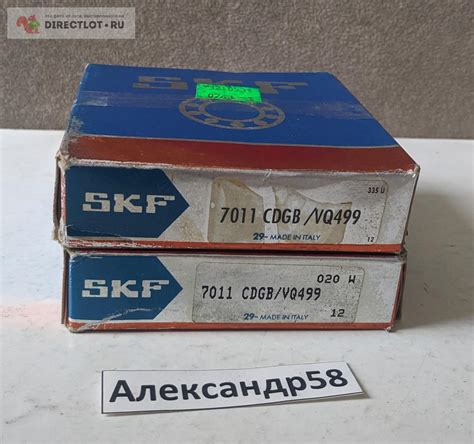 DIRECTLOT.RU
SKF
SKF
335 U
7011 CDGB/VQ499
29- MADE IN ITALY
12
SKF
020 W
7011 CDGB/VQ499
29- MADE IN ITALY
12
Александр58